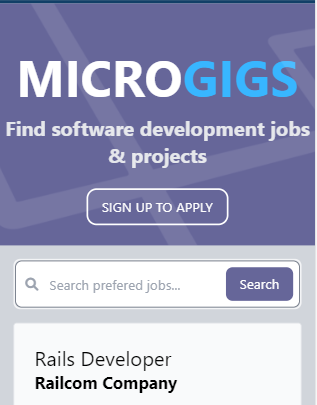 MICROGIGS
Find software development jobs
& projects
SIGN UP TO APPLY
Search prefered jobs...
Search
Rails Developer
Railcom Company